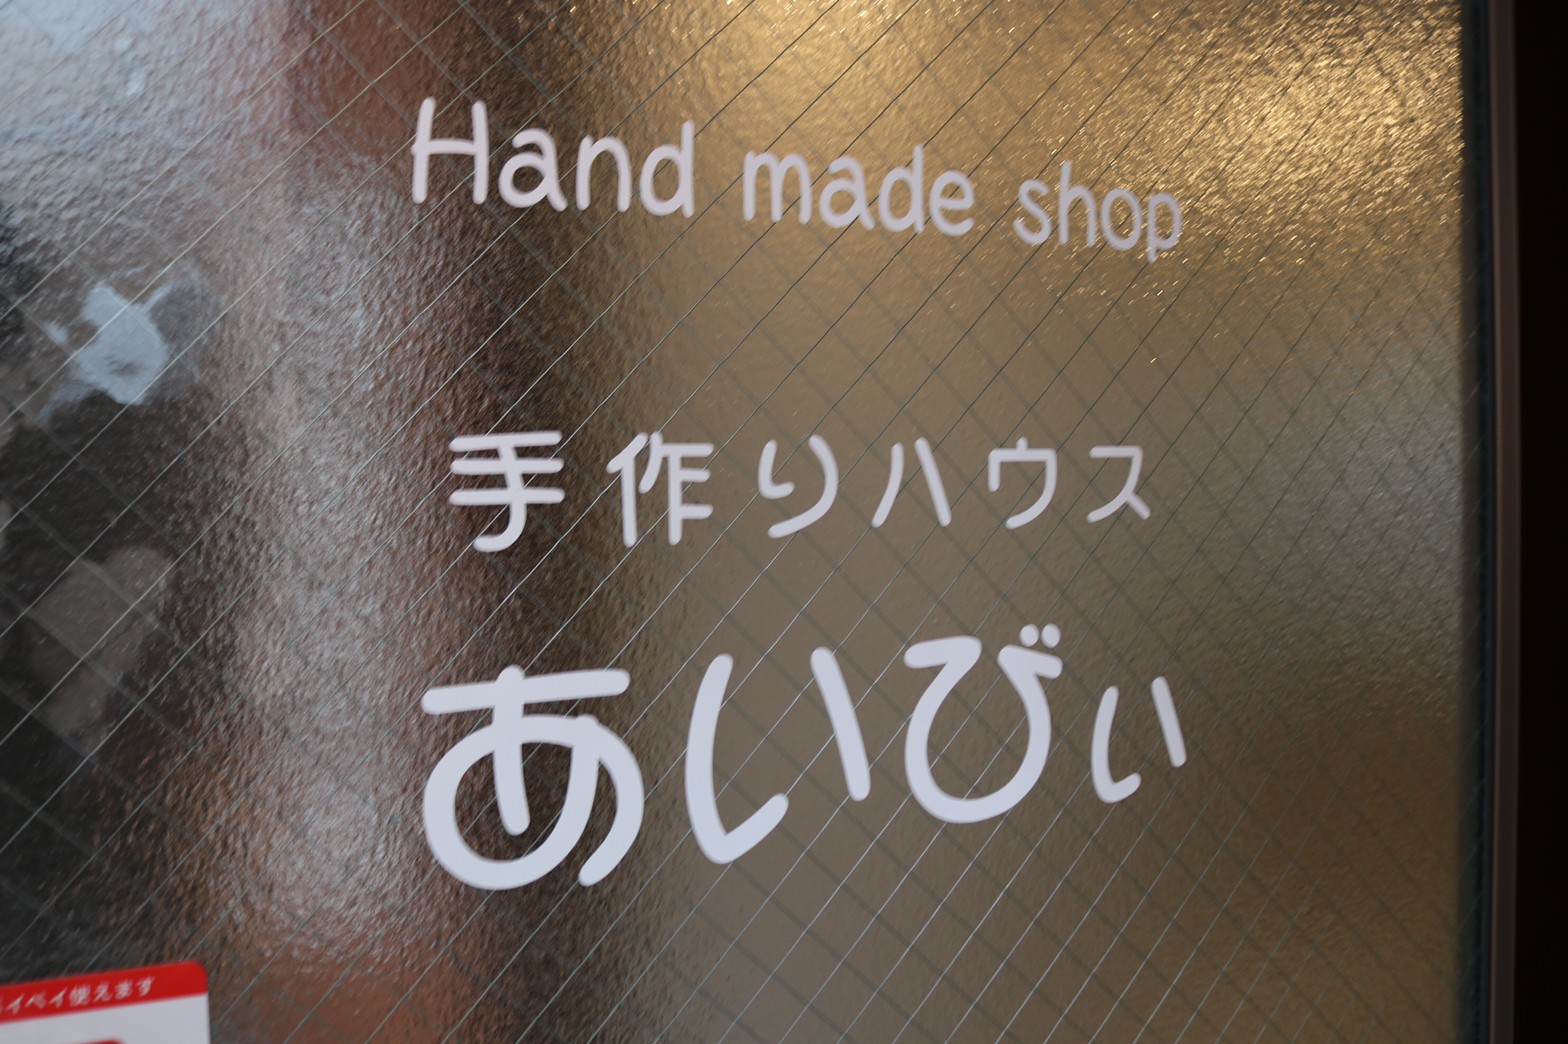 Hand made shop
手作りハウス
あいびぃ
イペイ使えます